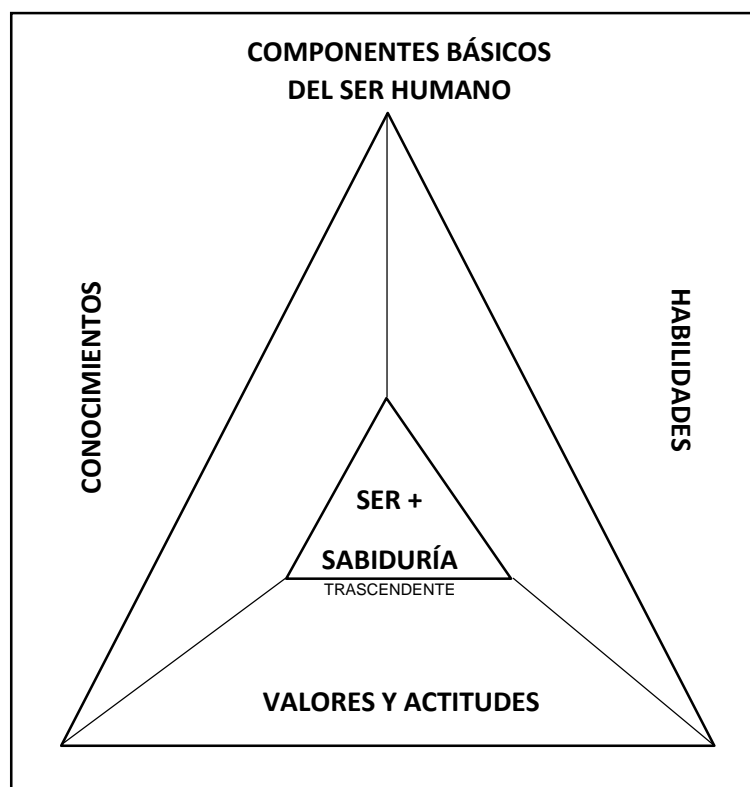 COMPONENTES BÁSICOS
DEL SER HUMANO
CONOCIMIENTOS
HABILIDADES
SER +
SABIDURÍA
TRASCENDENTE
VALORES Y ACTITUDES